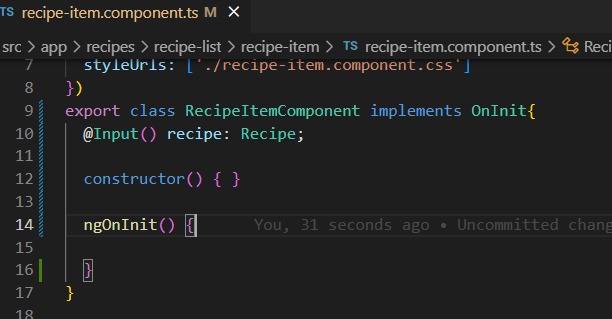 TS recipe-item.component.ts M ×
src > app > recipes > recipe-list > recipe-item > TS recipe-item.component.ts > Reci
7 styleUrls: ['./recipe-item.component.css']
8 })
9 export class RecipeItemComponent implements OnInit{
10 @Input() recipe: Recipe;
11
12 constructor() { }
13
14 ngOnInit() { You, 31 seconds ago • Uncommitted chang
15
16 }
17 }
18